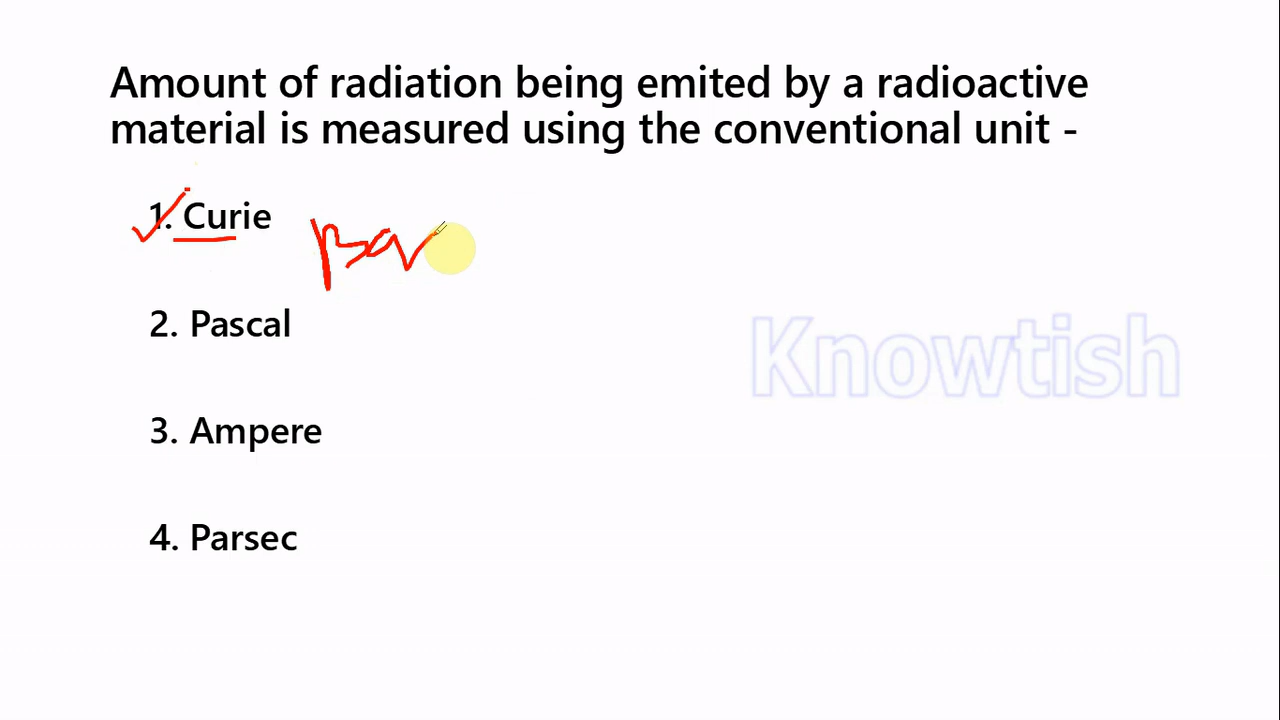 Amount of radiation being emited by a radioactive
material is measured using the conventional unit -
1. Curie
2. Pascal
3. Ampere
4. Parsec
Knowtish